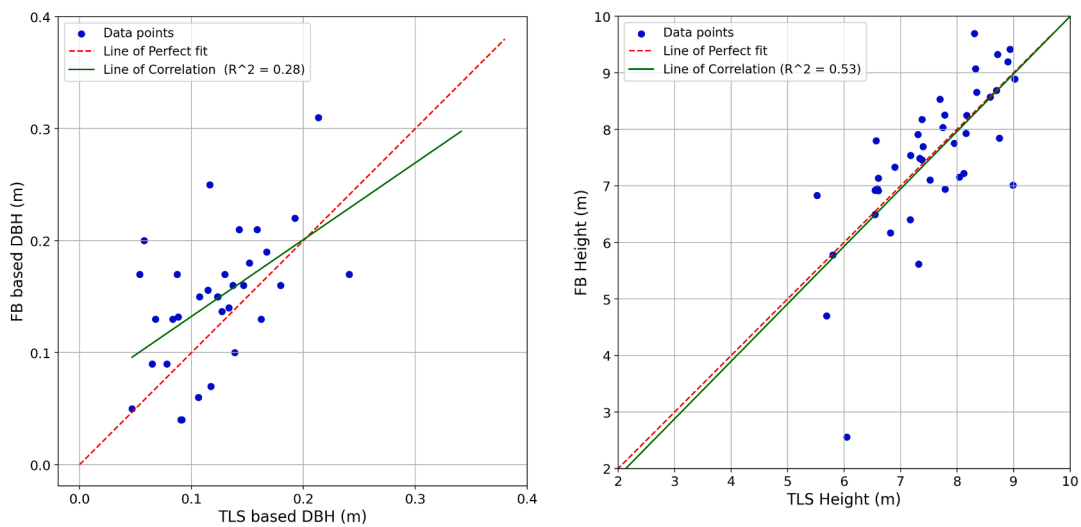 0.4
0.3
0.2
0.1
0.0
FB based DBH (m)
Data points
Line of Perfect fit
Line of Correlation  (R^2 = 0.28)
0.0 0.1 0.2 0.3 0.4
TLS based DBH (m)
10
9
8
7
6
5
4
3
2
FB Height (m)
Data points
Line of Perfect fit
Line of Correlation (R^2 = 0.53)
2 3 4 5 6 7 8 9 10
TLS Height (m)